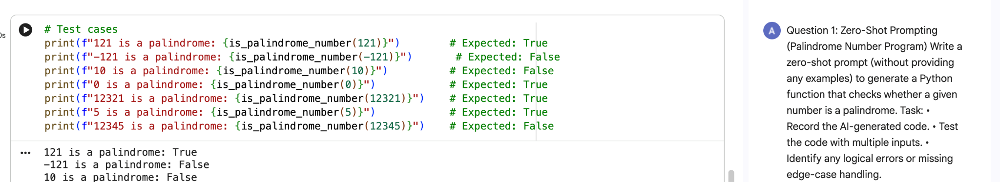 0s
# Test cases
print(f"121 is a palindrome: {is_palindrome_number(121)}")        # Expected: True
print(f"-121 is a palindrome: {is_palindrome_number(-121)}")       # Expected: False
print(f"10 is a palindrome: {is_palindrome_number(10)}")          # Expected: False
print(f"0 is a palindrome: {is_palindrome_number(0)}")            # Expected: True
print(f"12321 is a palindrome: {is_palindrome_number(12321)}")    # Expected: True
print(f"5 is a palindrome: {is_palindrome_number(5)}")            # Expected: True
print(f"12345 is a palindrome: {is_palindrome_number(12345)}")    # Expected: False
121 is a palindrome: True
-121 is a palindrome: False
10 is a palindrome: False
A
Question 1: Zero-Shot Prompting
(Palindrome Number Program) Write a
zero-shot prompt (without providing
any examples) to generate a Python
function that checks whether a given
number is a palindrome. Task: •
Record the AI-generated code. • Test
the code with multiple inputs. •
Identify any logical errors or missing
edge-case handling.